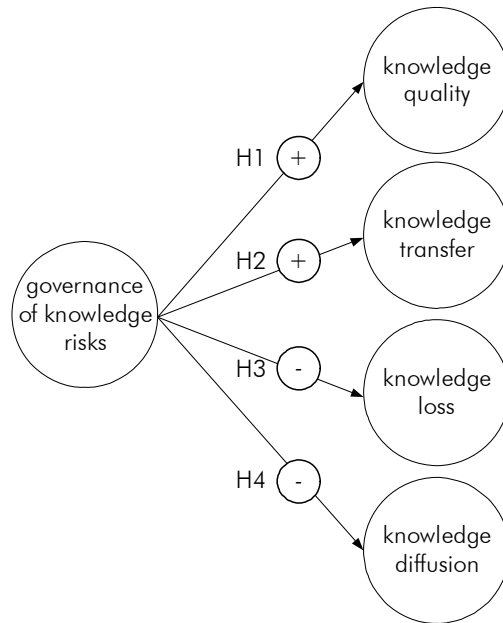 knowledge
quality
H1 +
knowledge
transfer
H2 +
governance
of knowledge
risks
H3 -
knowledge
loss
H4 -
knowledge
diffusion